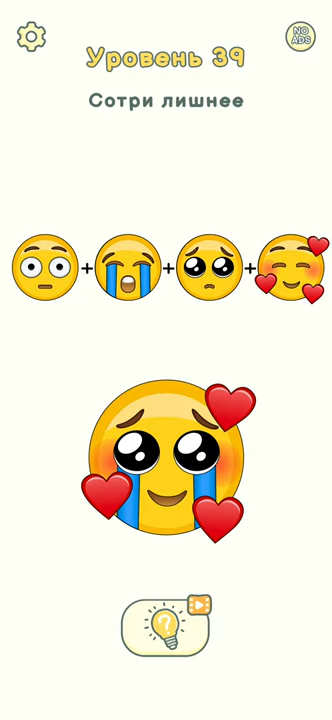 Уровень 39
NO
ADS
Сотри лишнее
+ + +
?